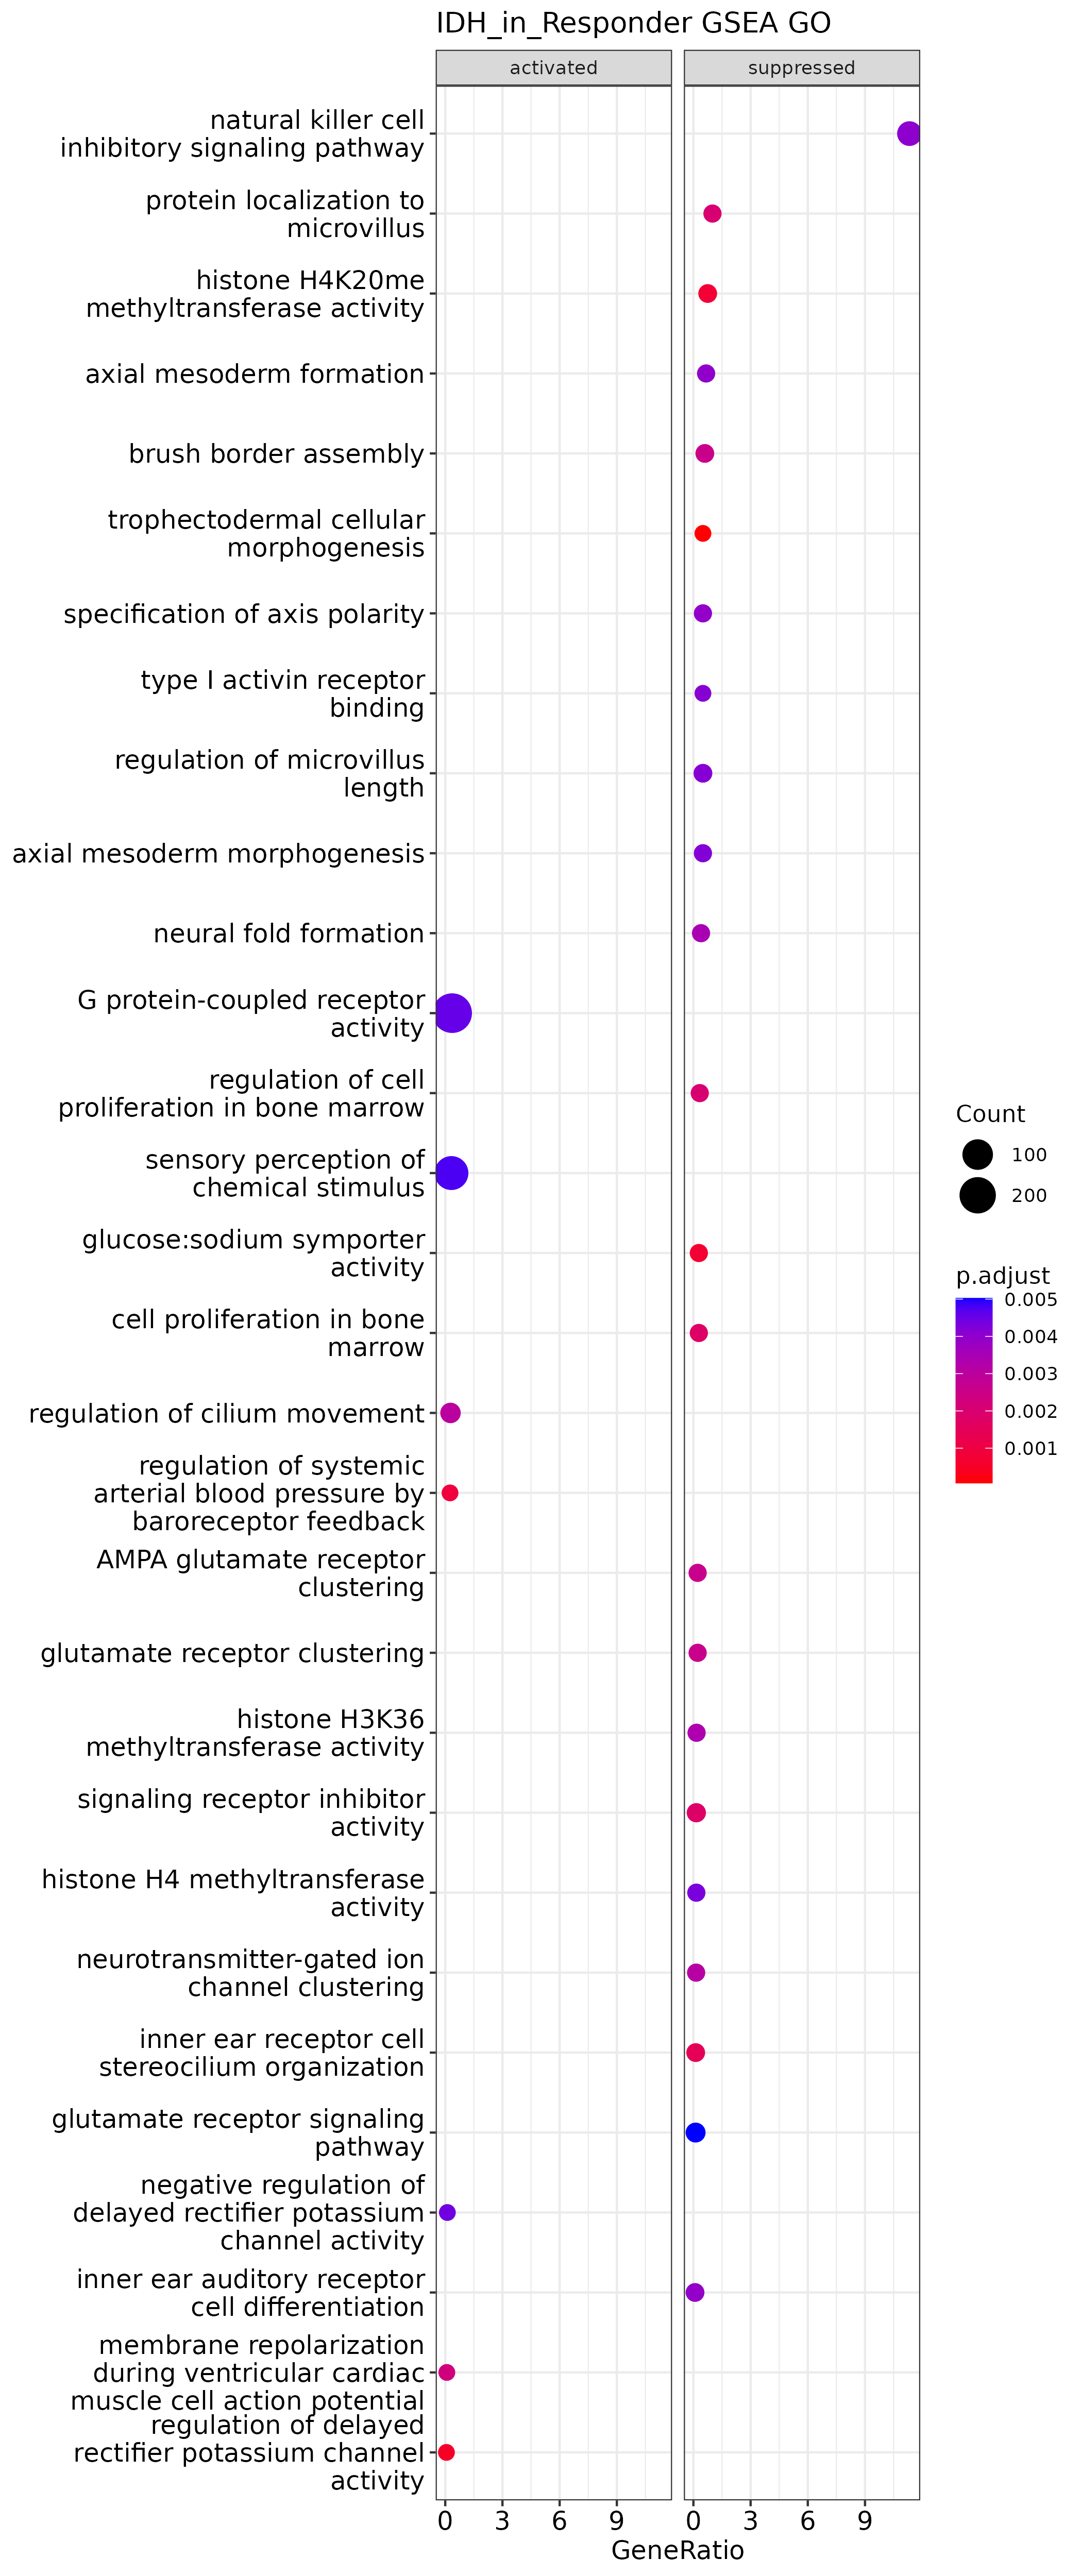 IDH_in_Responder GSEA GO
activated
suppressed
natural killer cell
inhibitory signaling pathway
protein localization to
microvillus
histone H4K20me
methyltransferase activity
axial mesoderm formation
brush border assembly
trophectodermal cellular
morphogenesis
specification of axis polarity
type I activin receptor
binding
regulation of microvillus
length
axial mesoderm morphogenesis
neural fold formation
G protein-coupled receptor
activity
regulation of cell
proliferation in bone marrow
sensory perception of
chemical stimulus
glucose:sodium symporter
activity
cell proliferation in bone
marrow
regulation of cilium movement
regulation of systemic
arterial blood pressure by
baroreceptor feedback
AMPA glutamate receptor
clustering
glutamate receptor clustering
histone H3K36
methyltransferase activity
signaling receptor inhibitor
activity
histone H4 methyltransferase
activity
neurotransmitter-gated ion
channel clustering
inner ear receptor cell
stereocilium organization
glutamate receptor signaling
pathway
negative regulation of
delayed rectifier potassium
channel activity
inner ear auditory receptor
cell differentiation
membrane repolarization
during ventricular cardiac
muscle cell action potential
regulation of delayed
rectifier potassium channel
activity
0 3 6 9
0 3 6 9
GeneRatio
Count
100
200
p.adjust
0.005
0.004
0.003
0.002
0.001